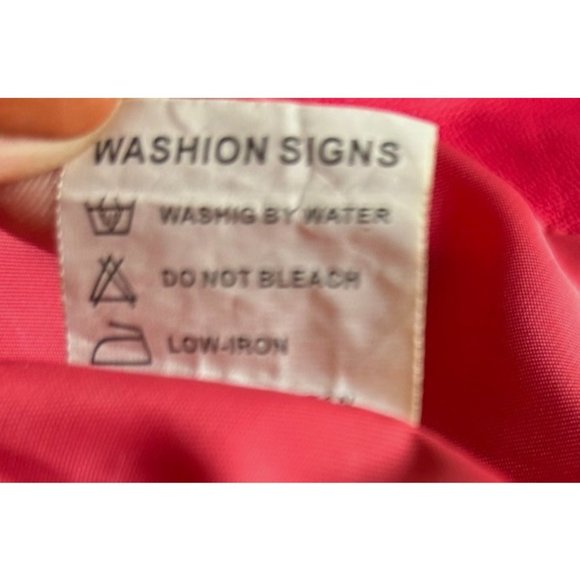 WASHION SIGNS
WASHIG BY WATER
DO NOT BLEACH
LOW-IRON